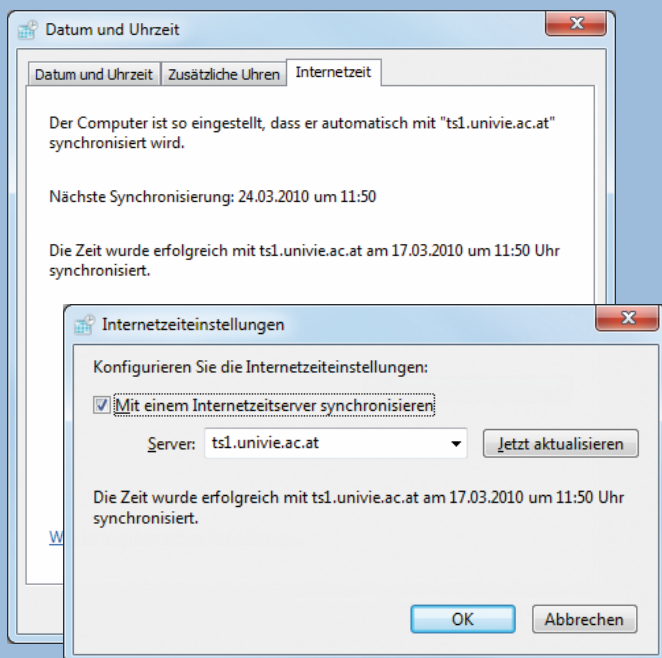 Datum und Uhrzeit
Datum und Uhrzeit Zusätzliche Uhren Internetzeit
Der Computer ist so eingestellt, dass er automatisch mit "ts1.univie.ac.at"
synchronisiert wird.
Nächste Synchronisierung: 24.03.2010 um 11:50
Die Zeit wurde erfolgreich mit ts1.univie.ac.at am 17.03.2010 um 11:50 Uhr
synchronisiert.
Internetzeiteinstellungen
Konfigurieren Sie die Internetzeiteinstellungen:
Mit einem Internetzeitserver synchronisieren
Server: ts1.univie.ac.at Jetzt aktualisieren
Die Zeit wurde erfolgreich mit ts1.univie.ac.at am 17.03.2010 um 11:50 Uhr
synchronisiert.
W
OK Abbrechen